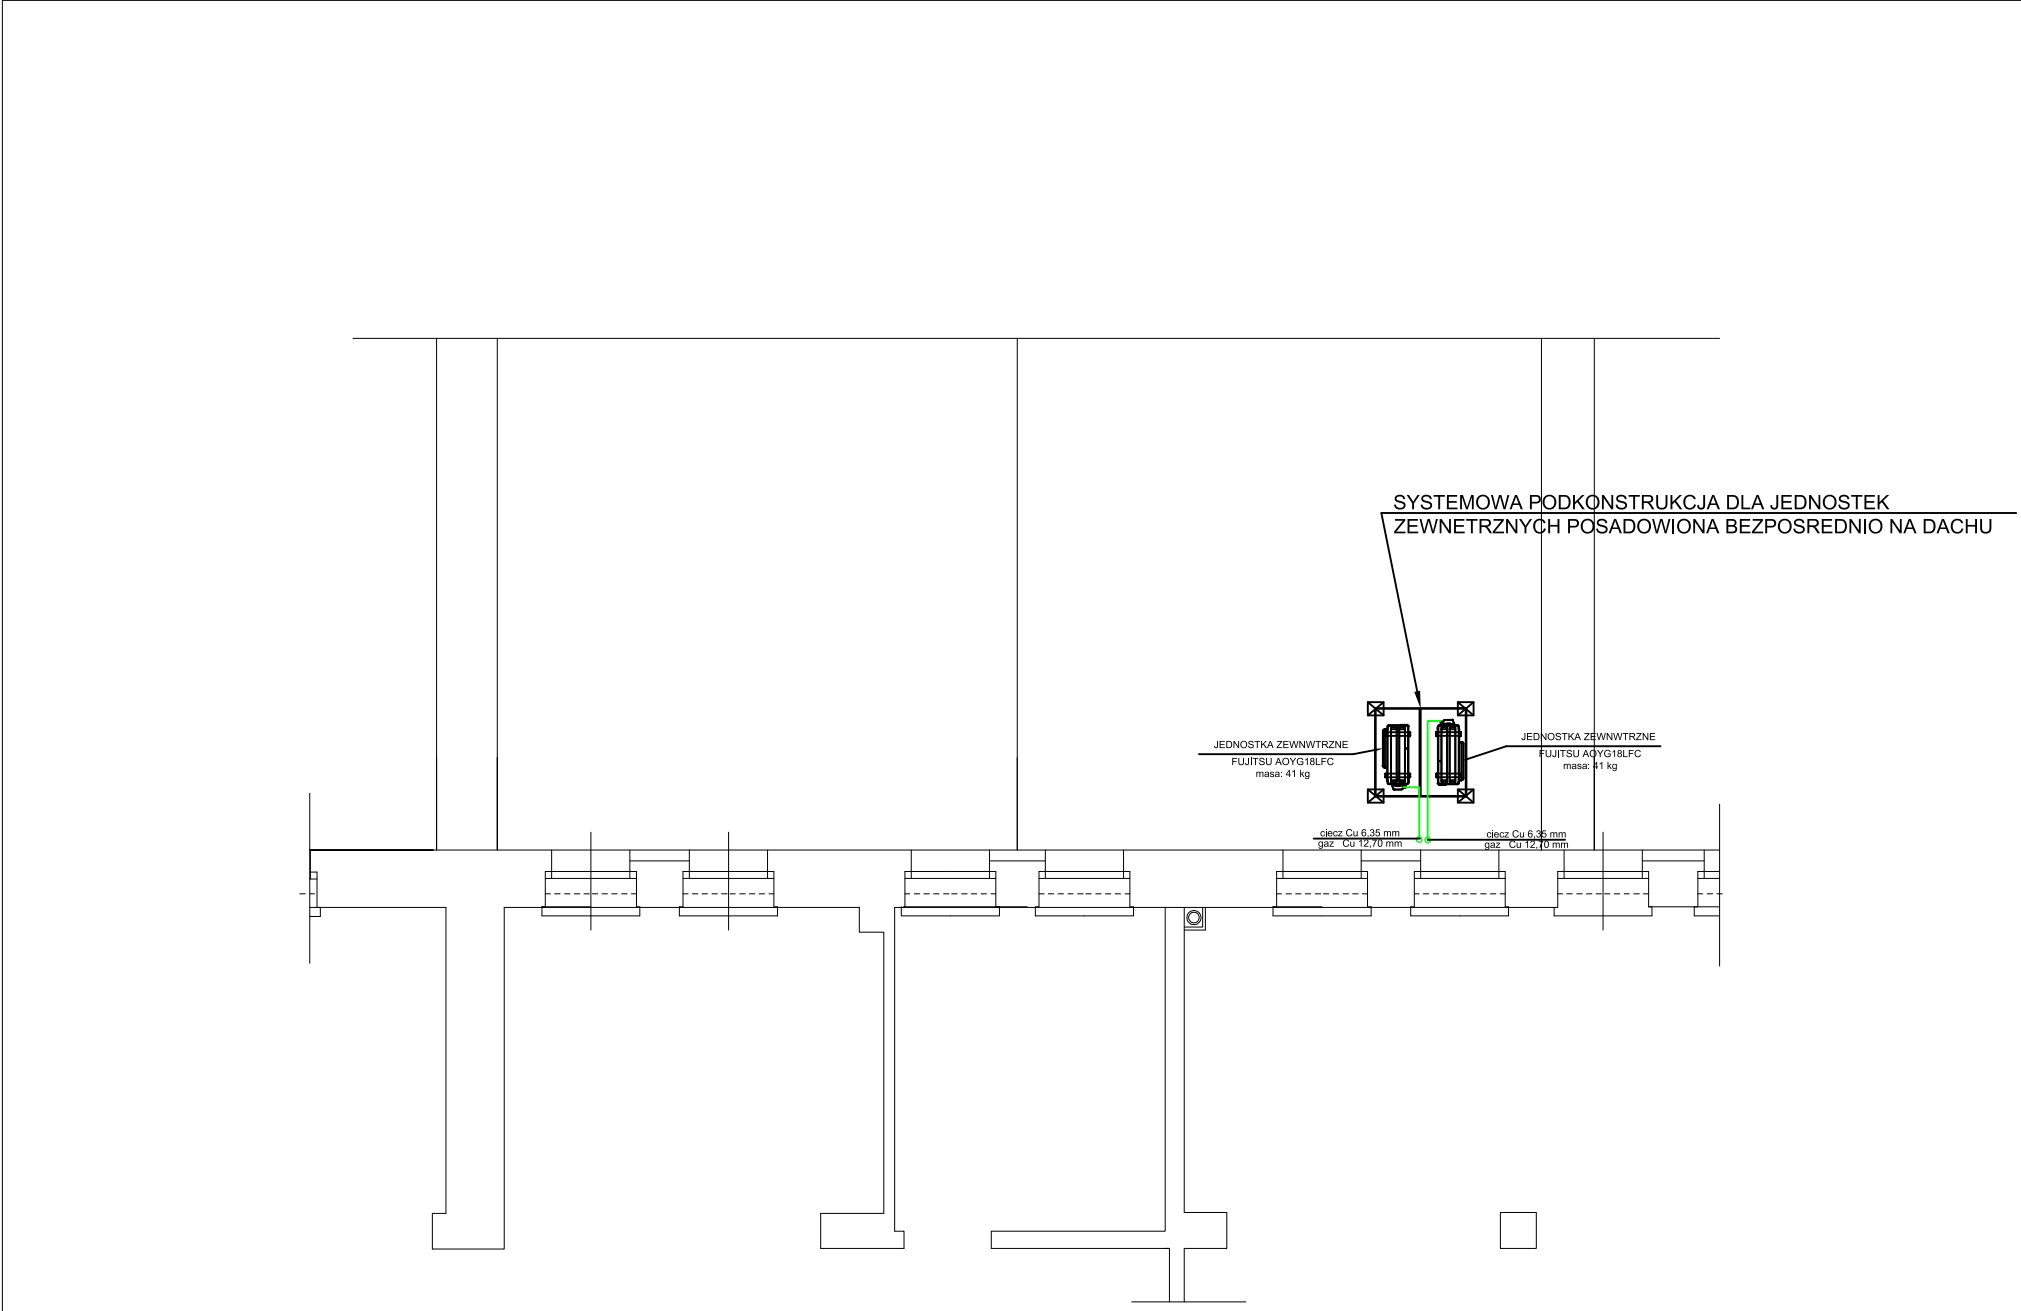 SYSTEMOWA PODKONSTRUKCJA DLA JEDNOSTEK
ZEWNETRZNYCH POSADOWIONA BEZPOSREDNIO NA DACHU
JEDNOSTKA ZEWNWTRZNE
FUJITSU AOYG18LFC
masa: 41 kg
JEDNOSTKA ZEWNWTRZNE
FUJITSU AOYG18LFC
masa: 41 kg
ciecz Cu 6,35 mm
gaz Cu 12,70 mm
ciecz Cu 6,35 mm
gaz Cu 12,70 mm